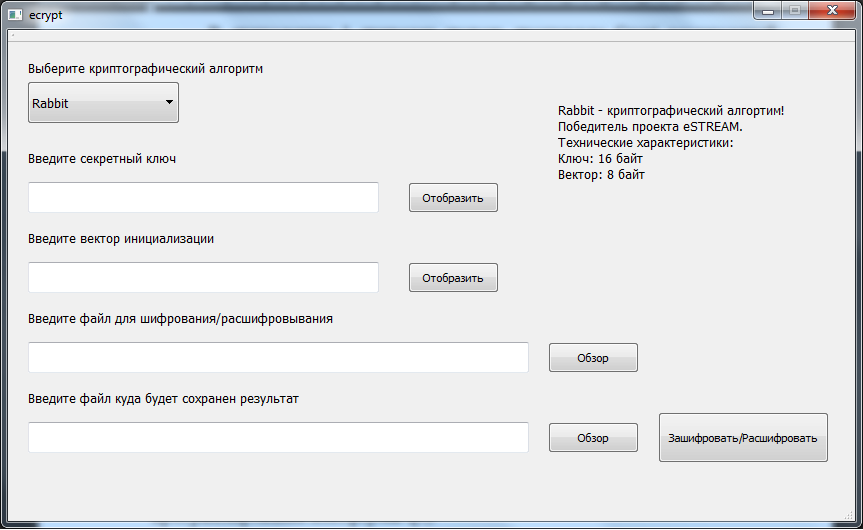 ecrypt
Выберите криптографический алгоритм
Rabbit
Rabbit - криптографический алгортим!
Победитель проекта eSTREAM.
Технические характеристики:
Ключ: 16 байт
Вектор: 8 байт
Введите секретный ключ
Отобразить
Введите вектор инициализации
Отобразить
Введите файл для шифрования/расшифровывания
Обзор
Введите файл куда будет сохранен результат
Обзор
Зашифровать/Расшифровать